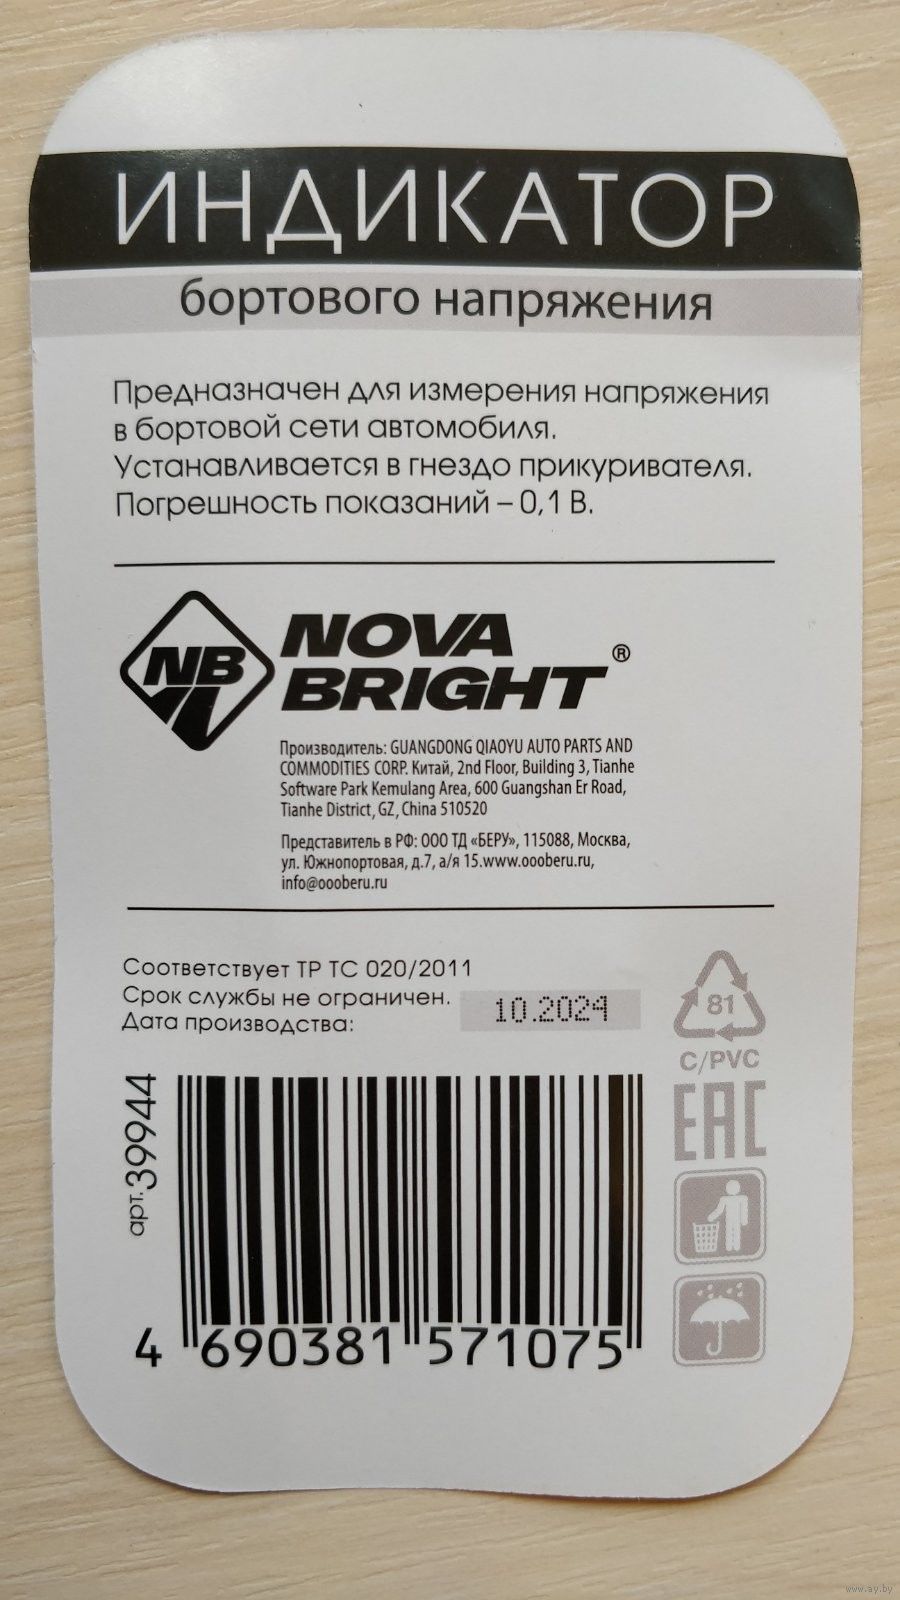 ИНДИКАТОР
бортового напряжения
Предназначен для измерения напряжения
в бортовой сети автомобиля.
Устанавливается в гнездо прикуривателя.
Погрешность показаний – 0,1 В.
NB NOVA
BRIGHT ®
Производитель: GUANGDONG QIAOYU AUTO PARTS AND
COMMODITIES CORP. Китай, 2nd Floor, Building 3, Tianhe
Software Park Kemulang Area, 600 Guangshan Er Road,
Tianhe District, GZ, China 510520
Представитель в РФ: ООО ТД «БЕРУ», 115088, Москва,
ул. Южнопортовая, д.7, а/я 15.www.oooberu.ru,
info@oooberu.ru
Соответствует ТР ТС 020/2011
Срок службы не ограничен.
Дата производства: 10.2024
81
C/PVC
EAC
арт.39944
4 690381 571075
www.ay.by